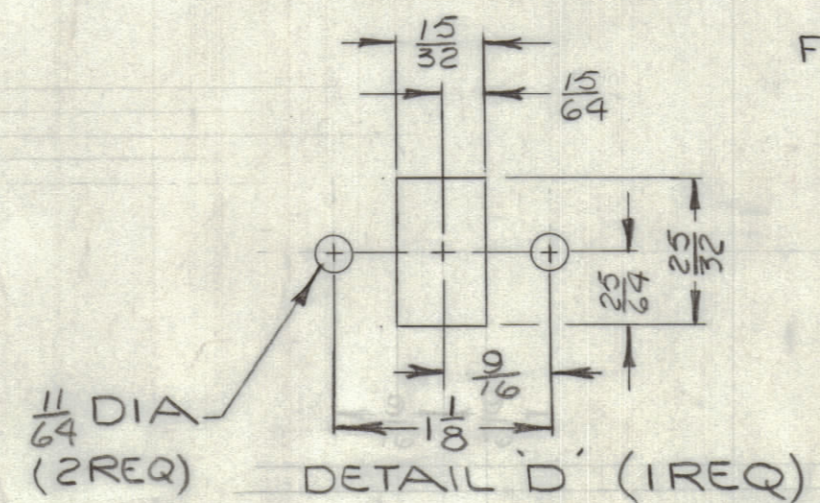 15/32
F
15/64
25/32
25/64
9/16
1 1/8
11/64 DIA
(2REQ)
DETAIL 'D' (1REQ)